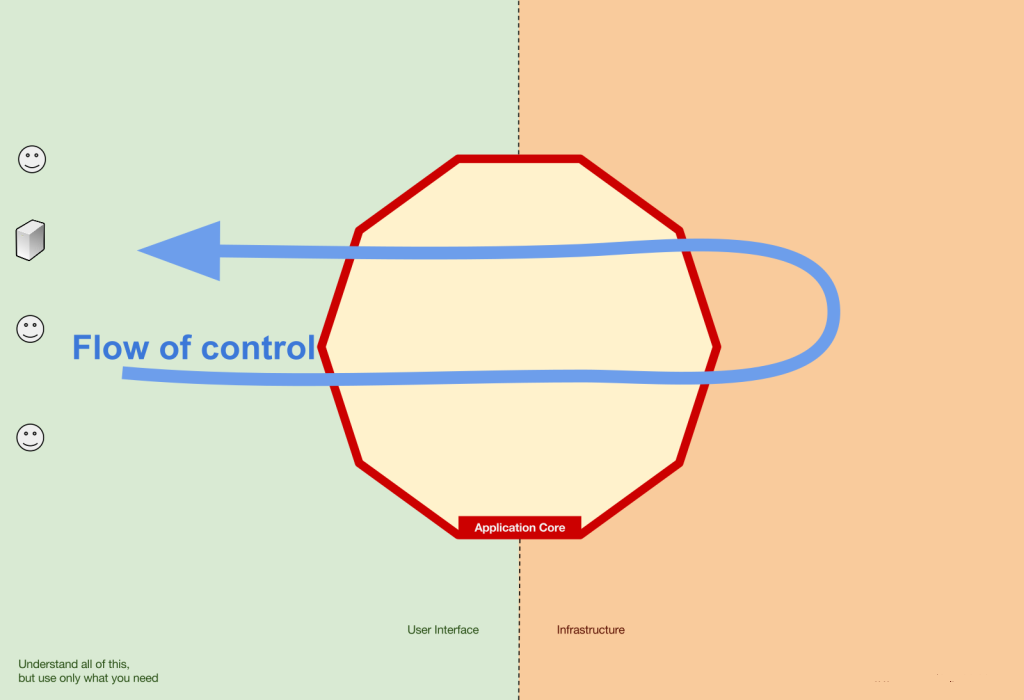 Flow of control
Application Core
User Interface
Infrastructure
Understand all of this,
but use only what you need